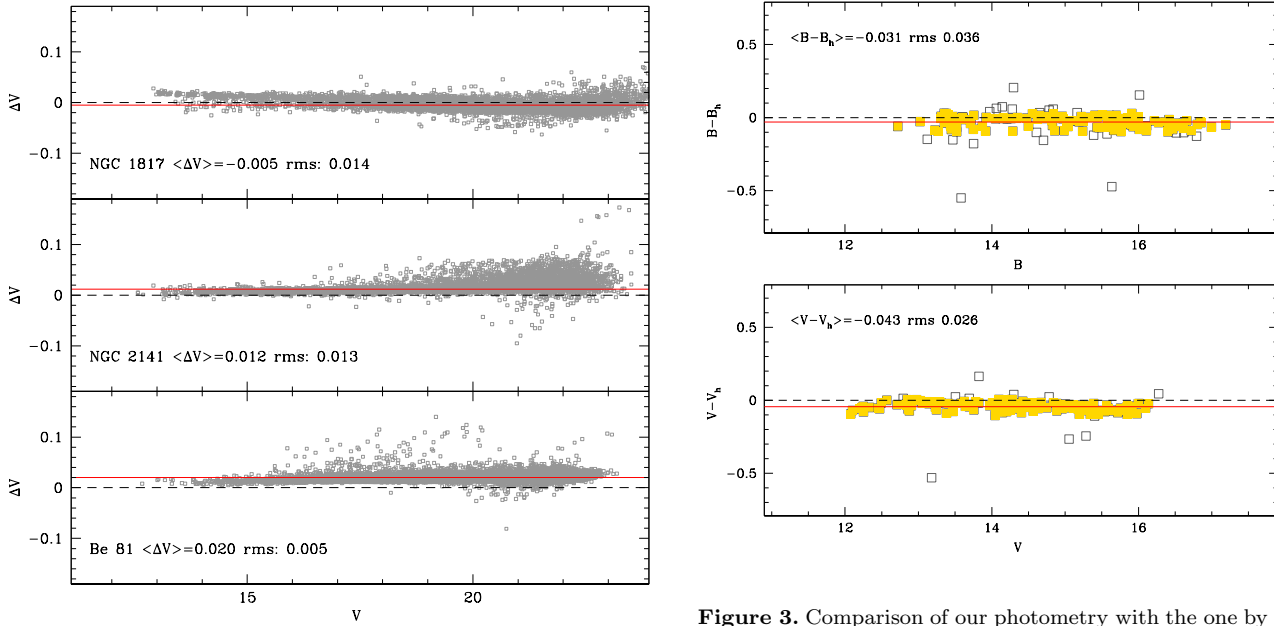 0.1
0
−0.1
ΔV
NGC 1817 <ΔV>=−0.005 rms: 0.014
0.1
0
−0.1
ΔV
NGC 2141 <ΔV>=0.012 rms: 0.013
0.1
0
−0.1
ΔV
Be 81 <ΔV>=0.020 rms: 0.005
15 20
V
<B−Bh>=−0.031 rms 0.036
0.5
0
−0.5
B−Bh
12 14 16
B
<V−Vh>=−0.043 rms 0.026
0.5
0
−0.5
V−Vh
12 14 16
V
Figure 3. Comparison of our photometry with the one by